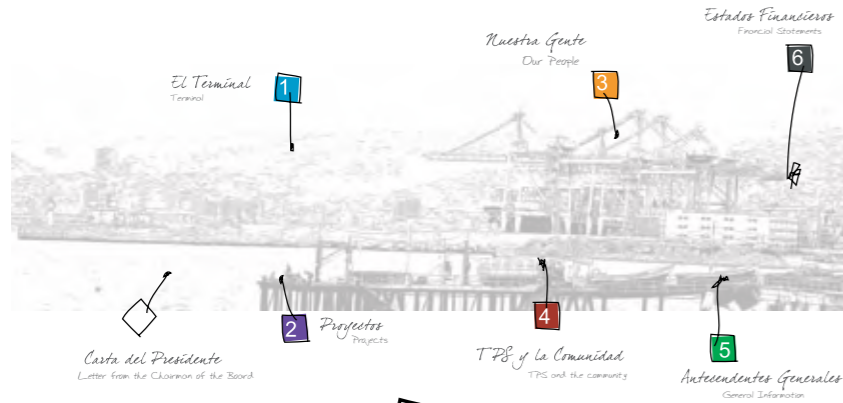 Estados Financieros
Financial Statements
6
Nuestra Gente
Our People
3
El Terminal
Terminal
1
2
Proyectos
Projects
4
TPS y la Comunidad
TPS and the community
5
Carta del Presidente
Letter from the Chairman of the Board
Antecendentes Generales
General Information